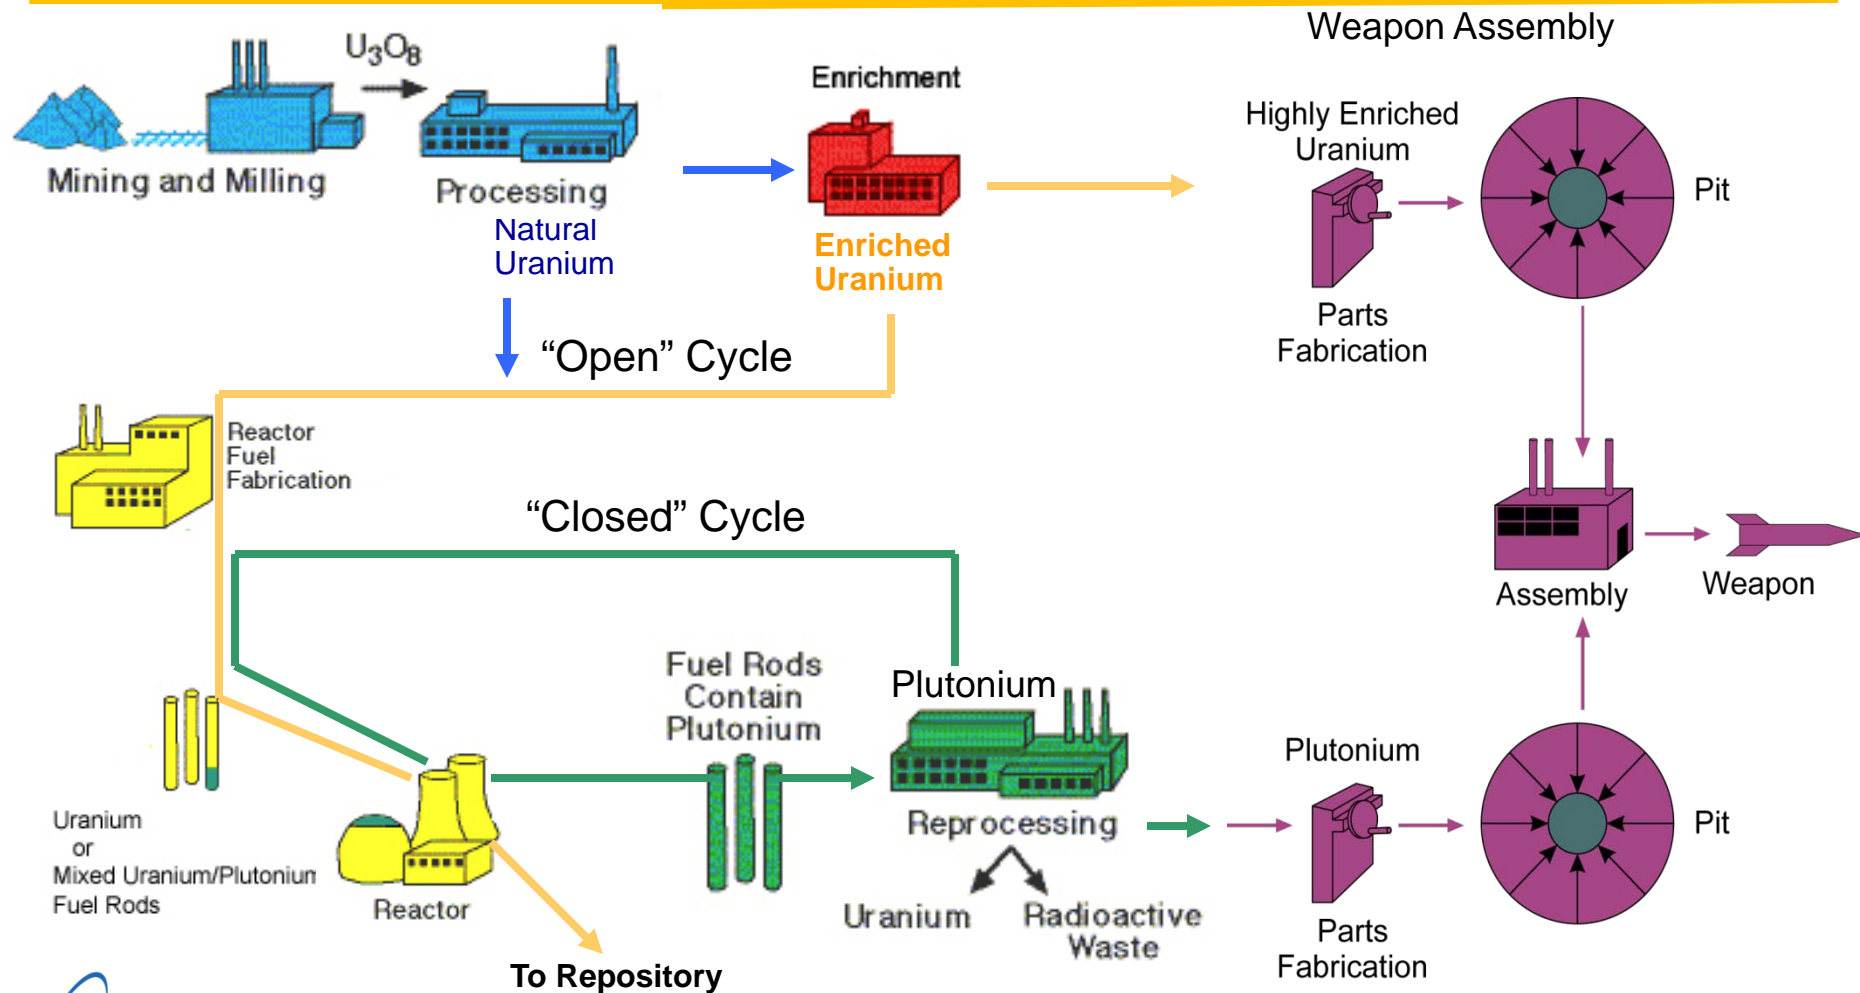 Weapon Assembly
U3O8
Enrichment
Highly Enriched
Uranium
Pit
Mining and Milling
Processing
Natural
Uranium
Enriched
Uranium
Parts
Fabrication
“Open” Cycle
Reactor
Fuel
Fabrication
“Closed” Cycle
Assembly
Weapon
Fuel Rods
Contain
Plutonium
Plutonium
Plutonium
Reprocessing
Pit
Uranium
or
Mixed Uranium/Plutonium
Fuel Rods
Reactor
Uranium
Radioactive
Waste
Parts
Fabrication
To Repository